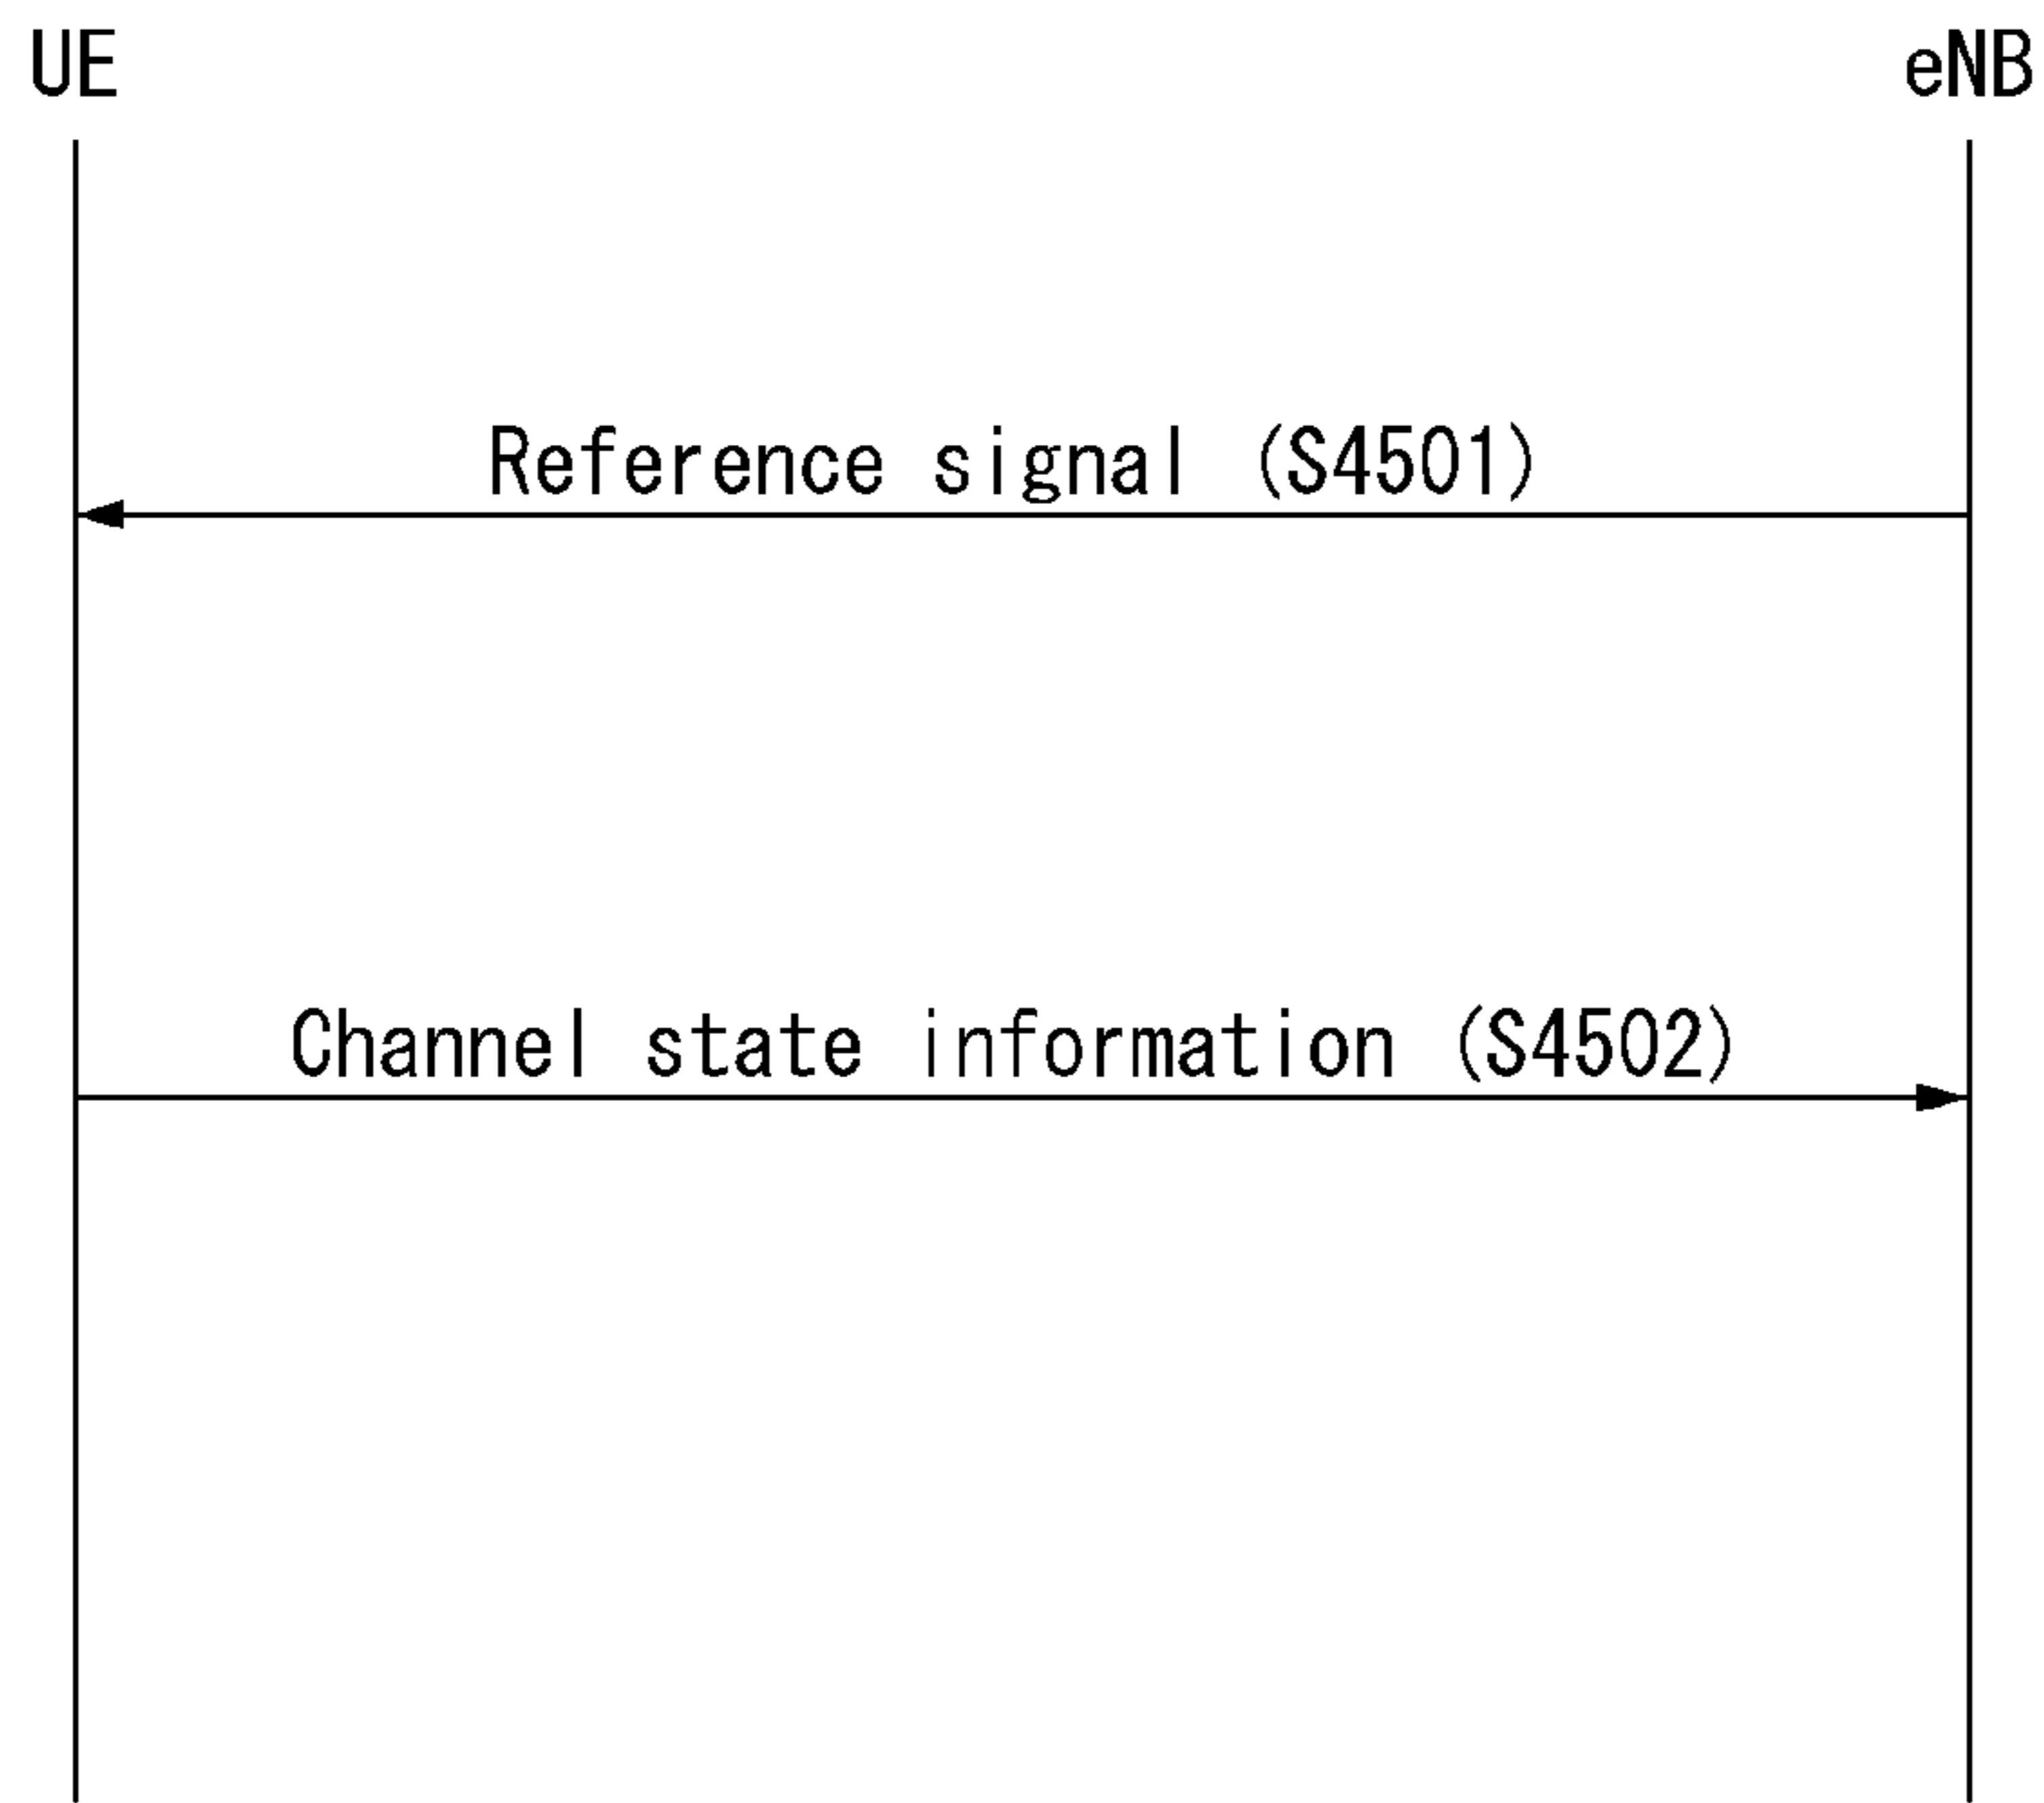 UE eNB
Reference signal (S4501)
Channel state information (S4502)